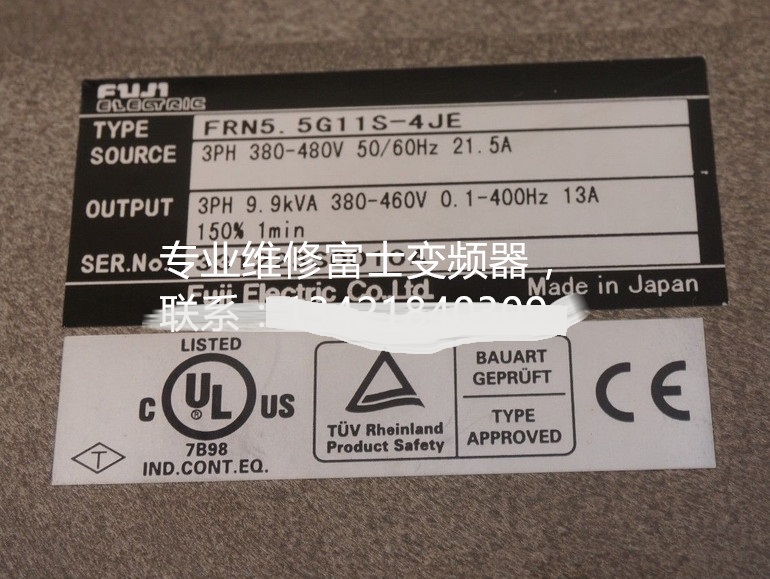 FUJI
ELECTRIC
TYPE FRN5.5G11S-4JE
SOURCE 3PH 380-480V 50/60Hz 21.5A
OUTPUT 3PH 9.9kVA 380-460V 0.1-400Hz 13A
150% 1min
SER.No.
专业维修富士变频器，
Fuji Electric Co.,Ltd. Made in Japan
联系：
LISTED
C UL US
®
7B98
IND.CONT.EQ.
T
TÜV Rheinland
Product Safety
BAUART
GEPRÜFT
TYPE
APPROVED
CE